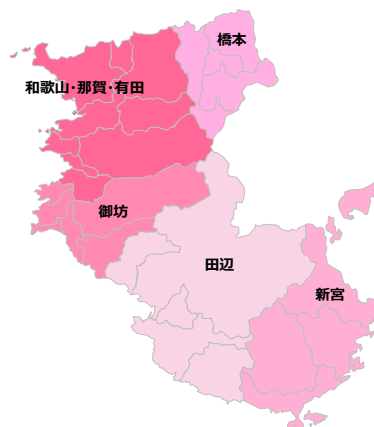 橋本
和歌山・那賀・有田
御坊
田辺
新宮